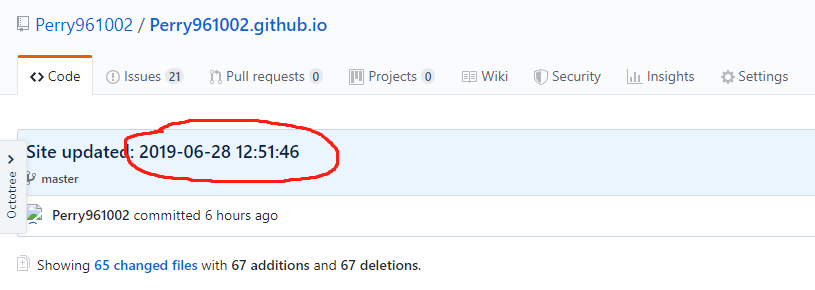 Perry961002 / Perry961002.github.io
Code Issues 21 Pull requests 0 Projects 0 Wiki Security Insights Settings
Site updated: 2019-06-28 12:51:46
master
Octotree
Perry961002 committed 6 hours ago
Showing 65 changed files with 67 additions and 67 deletions.